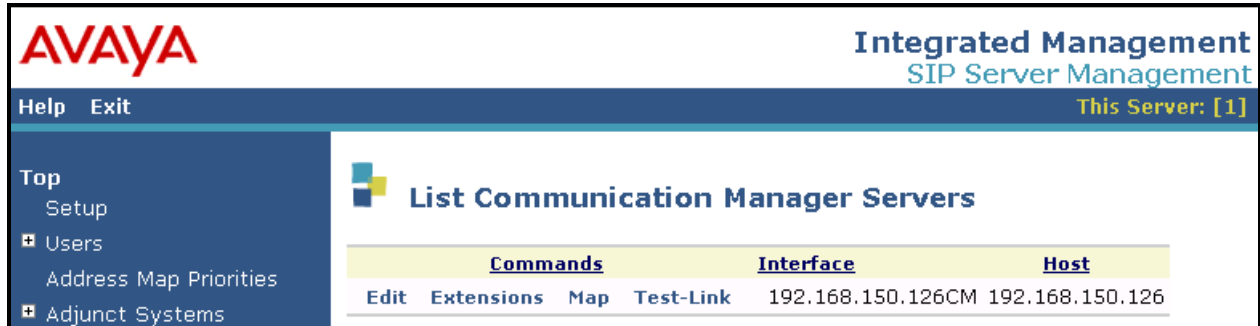 AVAYA
Integrated Management
SIP Server Management
Help Exit
This Server: [1]
Top
Setup
Users
Address Map Priorities
Adjunct Systems
List Communication Manager Servers
Commands Interface Host
Edit Extensions Map Test-Link 192.168.150.126CM 192.168.150.126